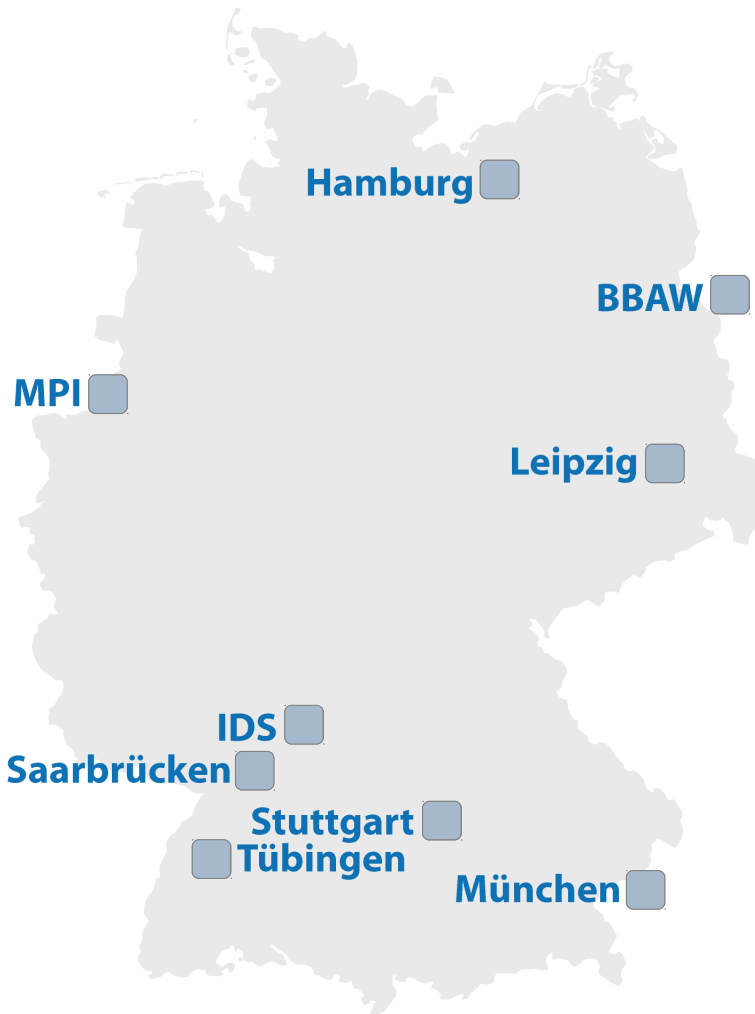 Hamburg
BBAW
MPI
Leipzig
IDS
Saarbrücken
Stuttgart
Tübingen
München